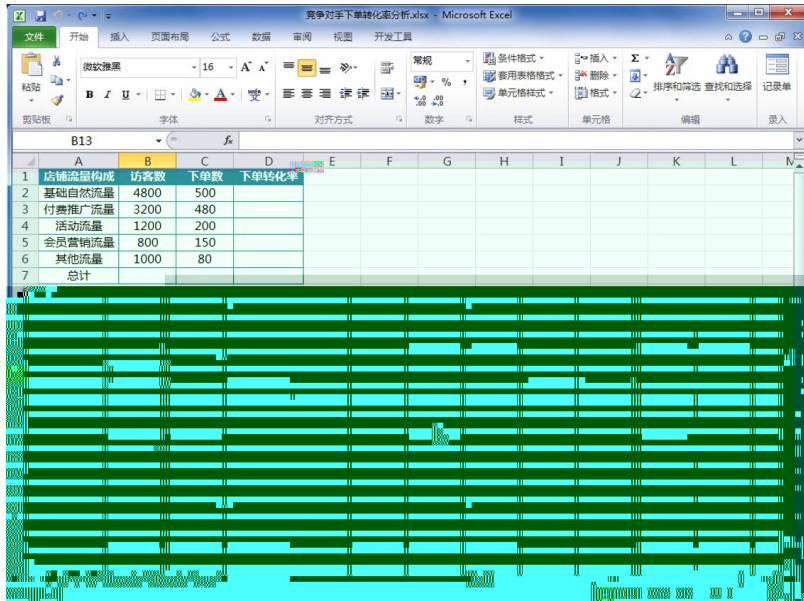 竞争对手下单转化率分析.xlsx - Microsoft Excel
文件 开始 插入 页面布局 公式 数据 审阅 视图 开发工具
微软雅黑 16 A A 常规 条件格式 插入 Σ
粘贴 套用表格格式 删除 排序和筛选 查找和选择 记录单
B I U A % , 单元格样式 格式
剪贴板 字体 对齐方式 数字 样式 单元格 编辑 录入
B13 fx
A B C D E F G H I J K L M
1 店铺流量构成 访客数 下单数 下单转化率
2 基础自然流量 4800 500
3 付费推广流量 3200 480
4 活动流量 1200 200
5 会员营销流量 800 150
6 其他流量 1000 80
7 总计